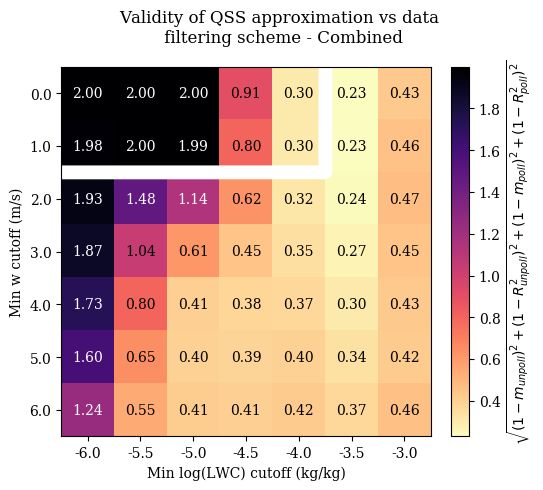 Validity of QSS approximation vs data
filtering scheme - Combined
0.0 2.00 2.00 2.00 0.91 0.30 0.23 0.43
1.0 1.98 2.00 1.99 0.80 0.30 0.23 0.46
2.0 1.93 1.48 1.14 0.62 0.32 0.24 0.47
3.0 1.87 1.04 0.61 0.45 0.35 0.27 0.45
4.0 1.73 0.80 0.41 0.38 0.37 0.30 0.43
5.0 1.60 0.65 0.40 0.39 0.40 0.34 0.42
6.0 1.24 0.55 0.41 0.41 0.42 0.37 0.46
-6.0 -5.5 -5.0 -4.5 -4.0 -3.5 -3.0
Min log(LWC) cutoff (kg/kg)
Min w cutoff (m/s)
1.8
1.6
1.4
1.2
1.0
0.8
0.6
0.4
√(1 − m_unpoll)² + (1 − R²_unpoll)² + (1 − m_poll)² + (1 − R²_poll)²